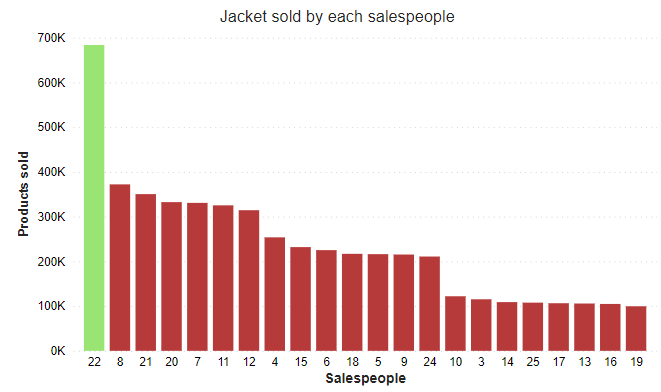 Jacket sold by each salespeople
700K
600K
500K
400K
300K
200K
100K
0K
Products sold
22 8 21 20 7 11 12 4 15 6 18 5 9 24 10 3 14 25 17 13 16 19
Salespeople